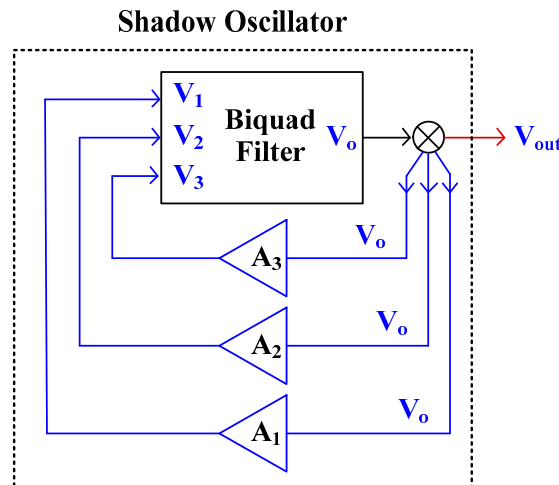 Shadow Oscillator
V₁
V₂
V₃
Biquad
Filter
Vₒ
Vout
A₃
Vₒ
A₂
Vₒ
A₁
Vₒ